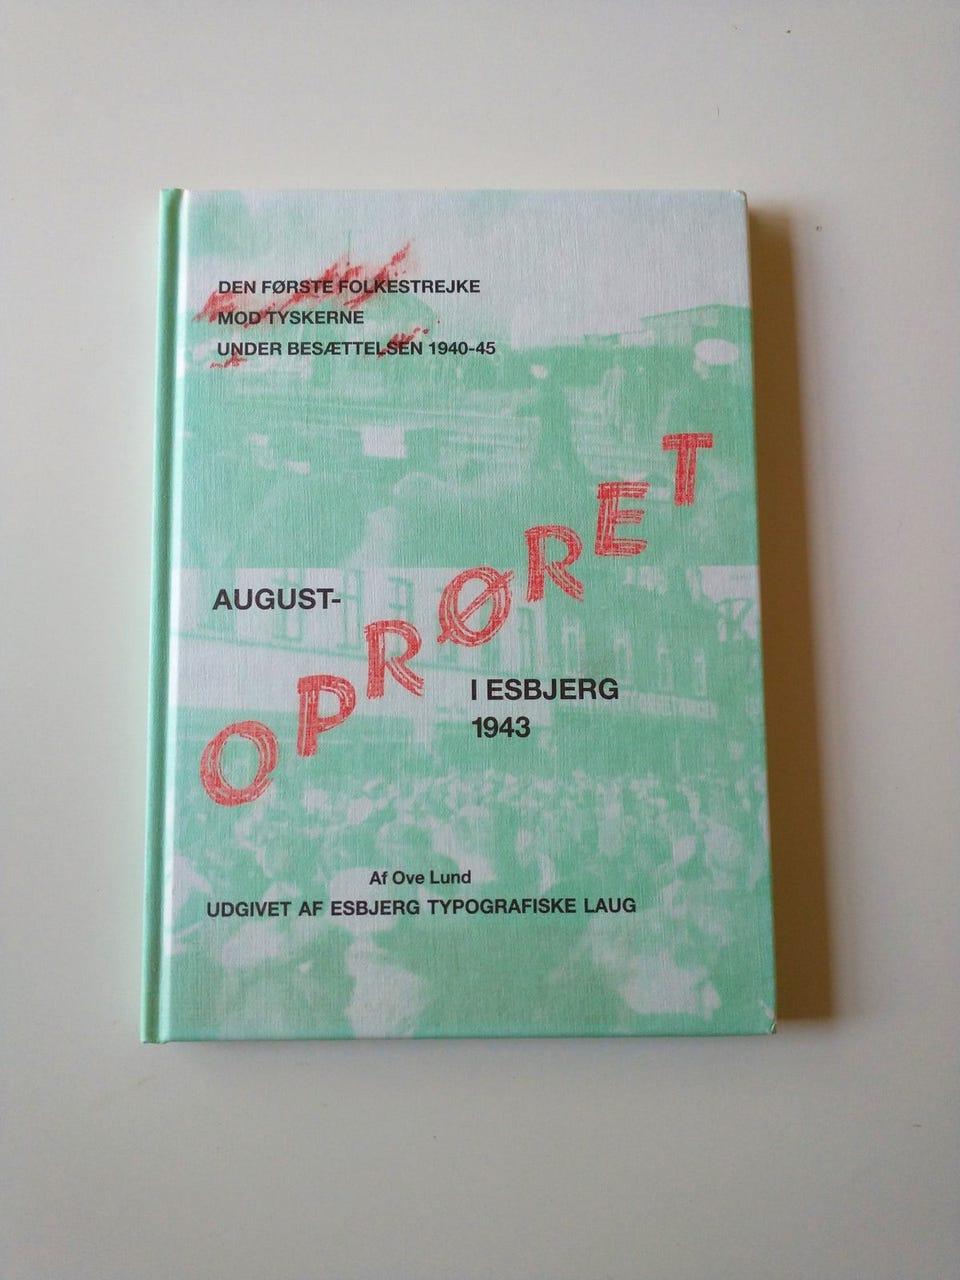 DEN FØRSTE FOLKESTREJKE
MOD TYSKERNE
UNDER BESÆTTELSEN 1940-45
AUGUST-
OPRØRET
I ESBJERG
1943
Af Ove Lund
UDGIVET AF ESBJERG TYPOGRAFISKE LAUG